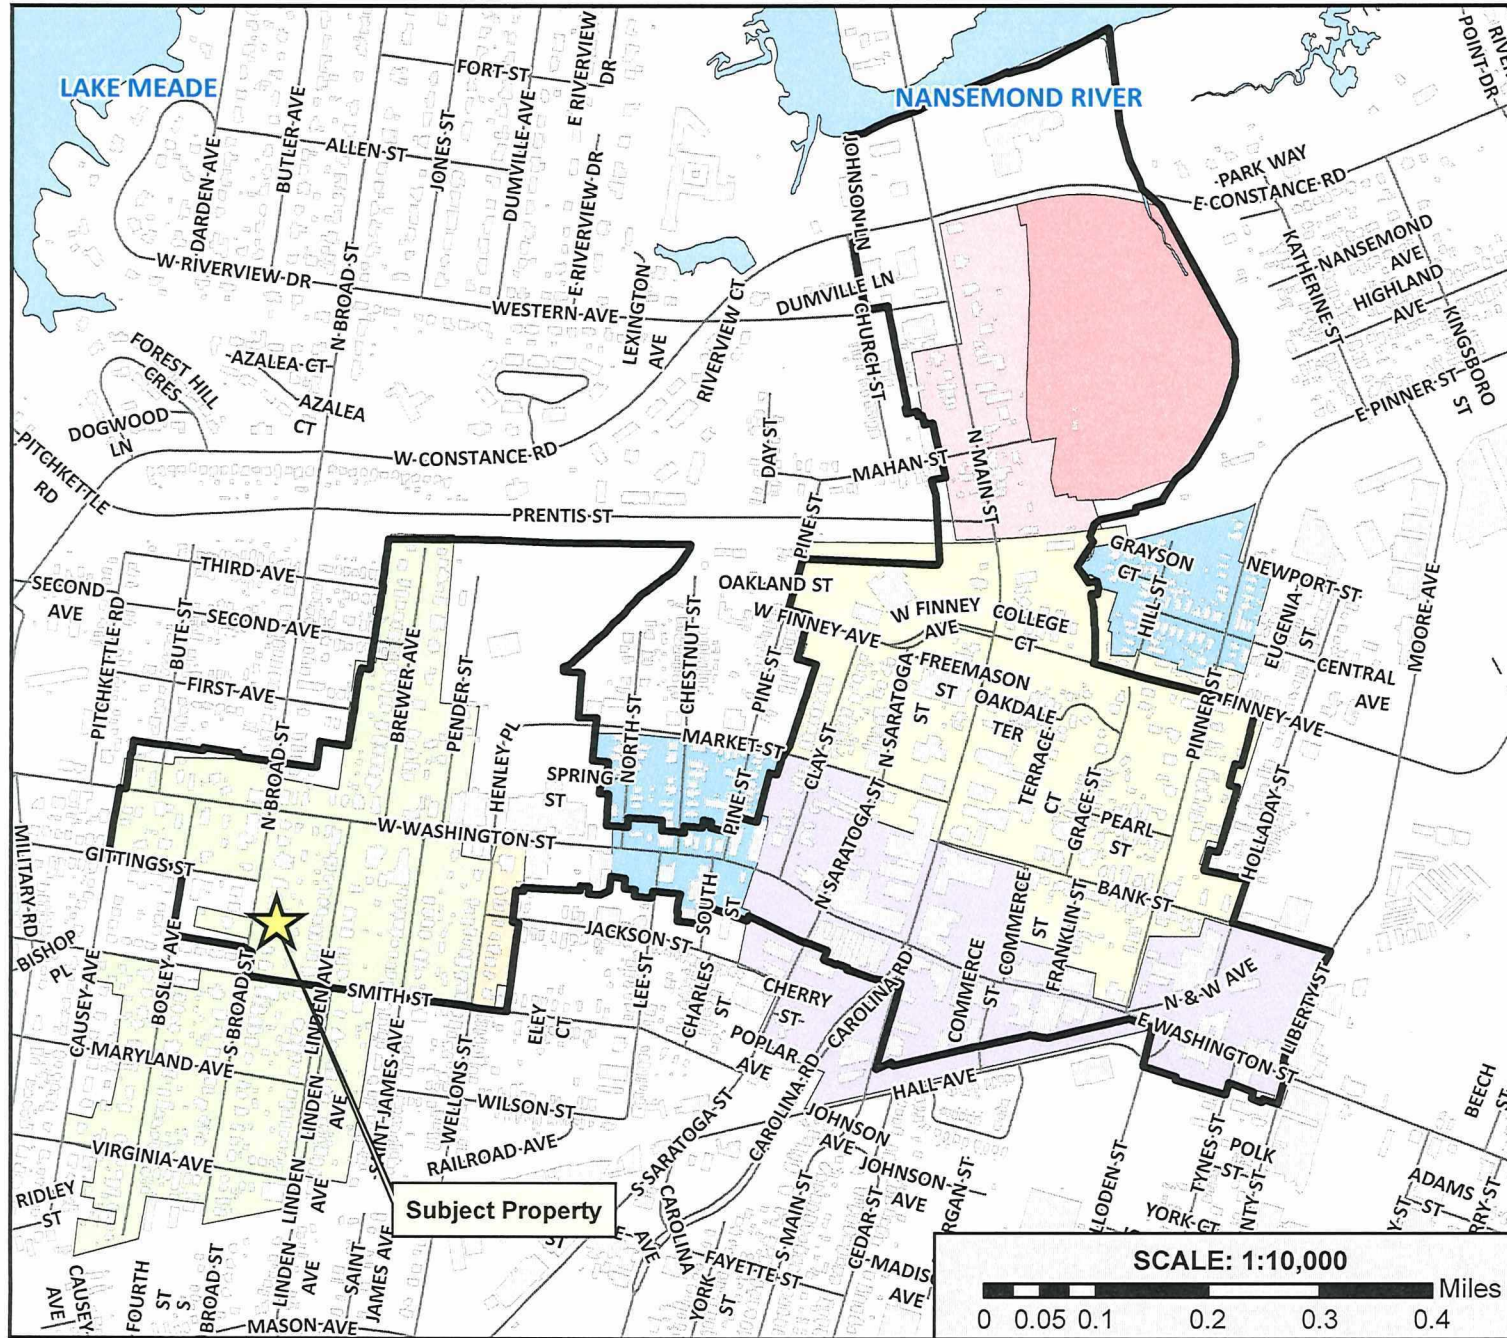 LAKE MEADE
NANSEMOND RIVER
FORT-ST
E RIVERVIEW
DR
RIVER
POINT-DR
ALLEN-ST
DARDEN-AVE
BUTLER-AVE
JONES-ST
DUMVILLE-AVE
E-RIVERVIEW-DR
JOHNSON-LN
-PARK WAY
E-CONSTANCE-RD
W-RIVERVIEW-DR
N-BROAD-ST
WESTERN-AVE
LEXINGTON
AVE
RIVERVIEW CT
DUMVILLE LN
CHURCH-ST
KATHERINE-ST
NANSEMOND
AVE
HIGHLAND
AVE
KINGSBORO
ST
FOREST HILL
CRES
-AZALEA-CT
-AZALEA
CT
DOGWOOD
LN
E-PINNER-ST
PITCHKETTLE
RD
W-CONSTANCE-RD
DAY-ST
MAHAN-ST
N-MAIN-ST
PRENTIS-ST
PINE-ST
GRAYSON
CT
HILL-ST
NEWPORT-ST
EUGENIA
ST
MOORE-AVE
THIRD-AVE
SECOND
AVE
SECOND-AVE
OAKLAND ST
W-FINNEY-AVE
W FINNEY
AVE
COLLEGE
CT
CENTRAL
AVE
PITCHKETTLE-RD
BUTE-ST
FIRST-AVE
BREWER-AVE
PENDER-ST
NORTH-ST
CHESTNUT-ST
PINE-ST
FREEMASON
ST
OAKDALE
TER
N-SARATOGA
ST
PINNER-ST
FINNEY-AVE
N-BROAD-ST
HENLEY-PL
MARKET-ST
SPRING
ST
CLAY-ST
N-SARATOGA-ST
TERRACE
CT
GRACE-ST
PEARL
ST
HOLLADAY-ST
W-WASHINGTON-ST
PINE-ST
MILITARY-RD
GITTINGS-ST
SOUTH
ST
N-SARATOGA-ST
COMMERCE
ST
FRANKLIN-ST
BANK-ST
BISHOP
PL
JACKSON-ST
CAUSEY-AVE
BOSLEY-AVE
S-BROAD-ST
LINDEN-AVE
LINDEN
SMITH-ST
ELEY
CT
LEE-ST
CHARLES
ST
CHERRY
ST
CAROLINA-RD
COMMERCE
ST
N-&-W-AVE
E-WASHINGTON-ST
LIBERTY-ST
MARYLAND-AVE
SAINT-JAMES-AVE
WELLONS-ST
POPLAR
AVE
CAROLINA-RD
HALL-AVE
LINDEN
LINDEN
AVE
WILSON-ST
VIRGINIA-AVE
RAILROAD-AVE
S-SARATOGA-ST
JOHNSON
AVE
JOHNSON
AVE
TYNES-ST
POLK
ST
BEECH
ST
RIDLEY
ST
LINDEN
LINDEN
AVE
Subject Property
CAROLINA
S-MAIN-ST
CEDAR-ST
YORK-CT
ADAMS
ST
FAYETTE-ST
YORK
ST
AVE
CAUSEY
AVE
FOURTH
ST
S
BROAD-ST
LINDEN
AVE
SAINT
JAMES AVE
MASON-AVE
SCALE: 1:10,000
Miles
0 0.05 0.1 0.2 0.3 0.4